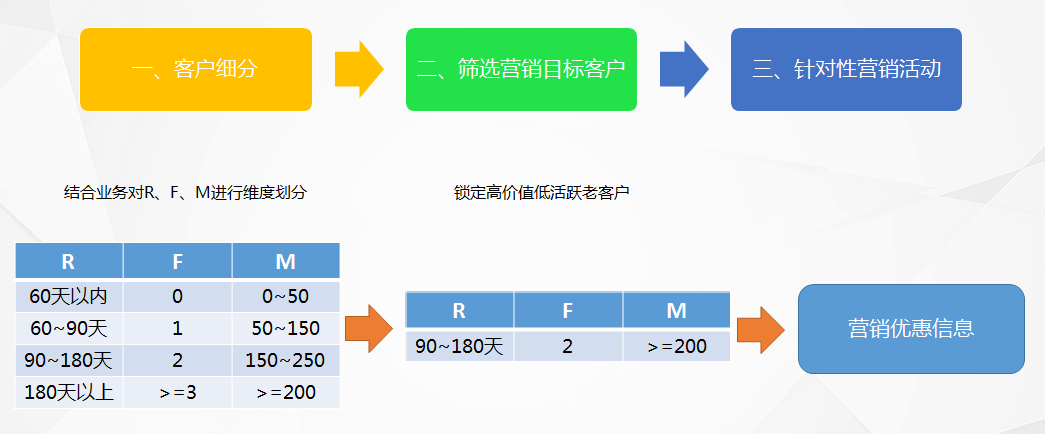 一、客户细分
二、筛选营销目标客户
三、针对性营销活动
结合业务对R、F、M进行维度划分
锁定高价值低活跃老客户
R F M
60天以内 0 0~50
60~90天 1 50~150
90~180天 2 150~250
180天以上 >=3 >=200
R F M
90~180天 2 >=200
营销优惠信息